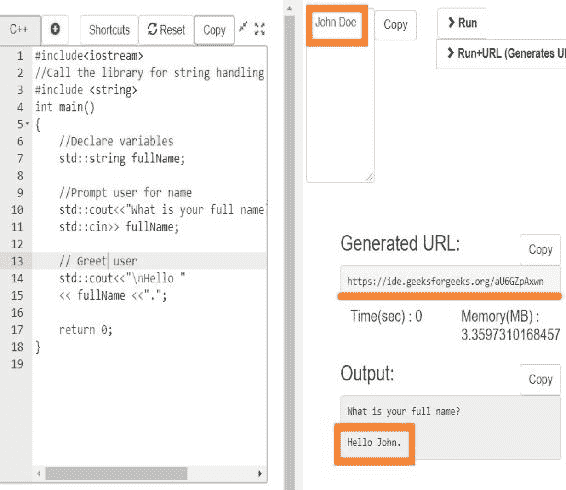 C++
Shortcuts
Reset
Copy
1 #include<iostream>
2 //Call the library for string handling
3 #include <string>
4 int main()
5 {
6 //Declare variables
7 std::string fullName;
8
9 //Prompt user for name
10 std::cout<<"What is your full name
11 std::cin>> fullName;
12
13 // Greet user
14 std::cout<<"\nHello "
15 << fullName <<".";
16
17 return 0;
18 }
19
John Doe
Copy
Run
Run+URL (Generates U
Generated URL:
Copy
https://ide.geeksforgeeks.org/aU6GZpAxwn
Time(sec) : 0
Memory(MB) :
3.3597310168457
Output:
Copy
What is your full name?
Hello John.